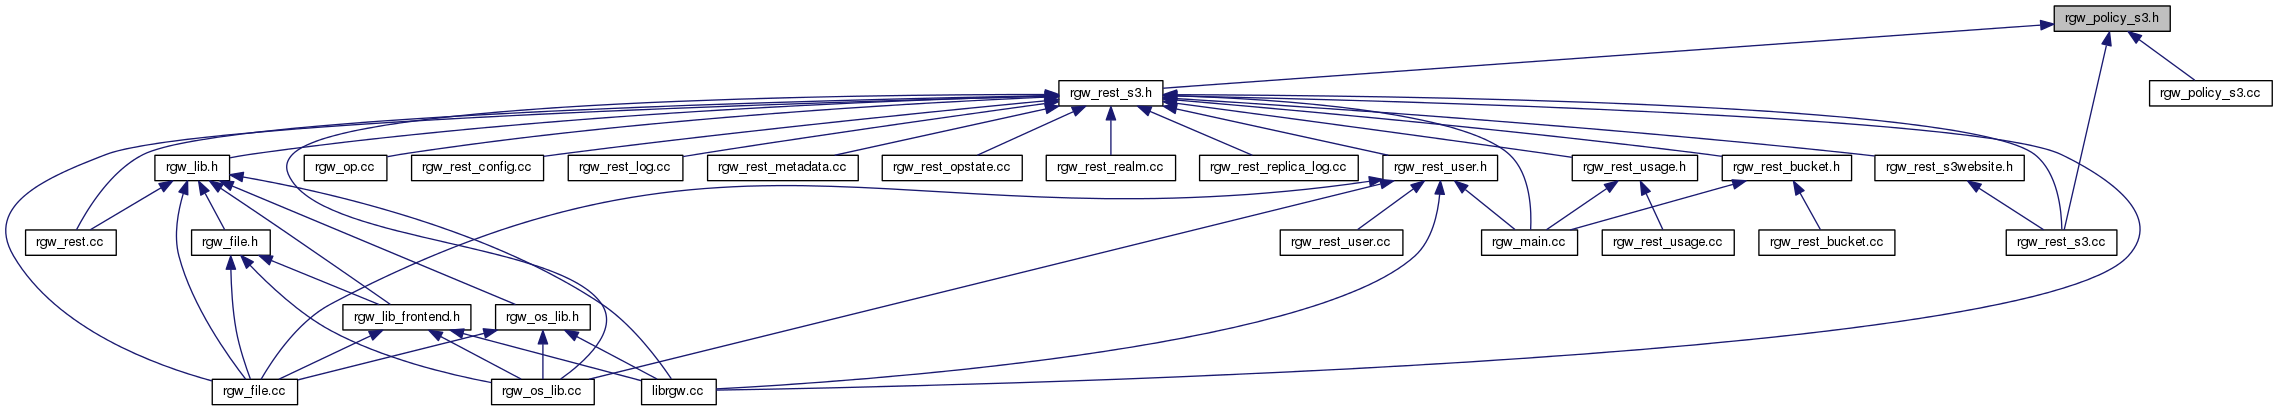 rgw_policy_s3.h
rgw_rest_s3.h
rgw_policy_s3.cc
rgw_lib.h
rgw_op.cc
rgw_rest_config.cc
rgw_rest_log.cc
rgw_rest_metadata.cc
rgw_rest_opstate.cc
rgw_rest_realm.cc
rgw_rest_replica_log.cc
rgw_rest_user.h
rgw_rest_usage.h
rgw_rest_bucket.h
rgw_rest_s3website.h
rgw_rest.cc
rgw_file.h
rgw_rest_user.cc
rgw_main.cc
rgw_rest_usage.cc
rgw_rest_bucket.cc
rgw_rest_s3.cc
rgw_lib_frontend.h
rgw_os_lib.h
rgw_file.cc
rgw_os_lib.cc
librgw.cc